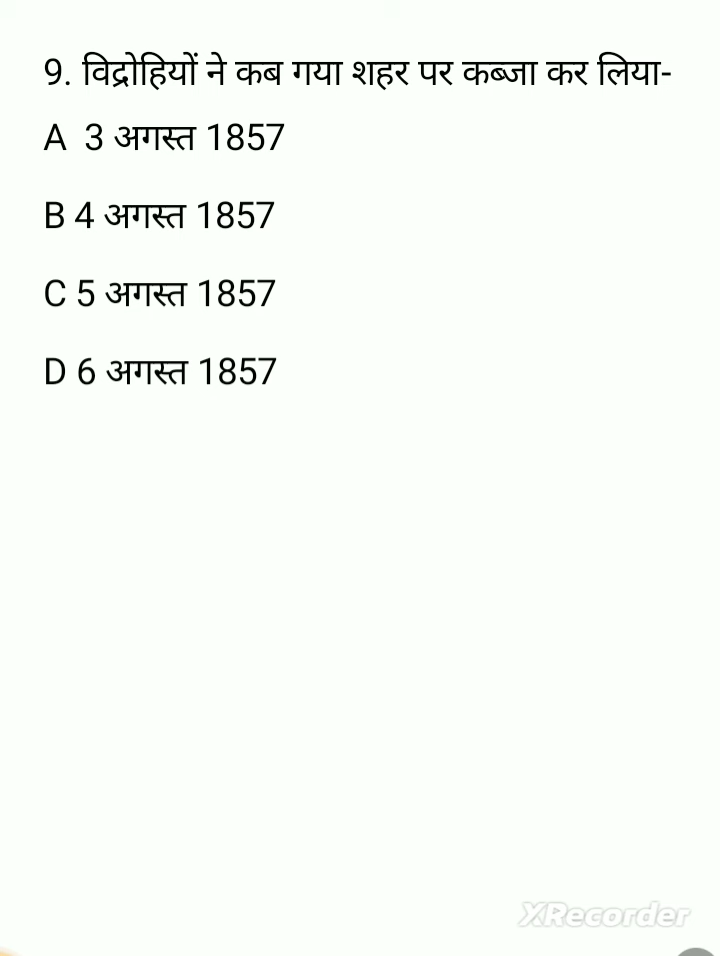 9. विद्रोहियों ने कब गया शहर पर कब्जा कर लिया-
A 3 अगस्त 1857
B 4 अगस्त 1857
C 5 अगस्त 1857
D 6 अगस्त 1857
XRecorder